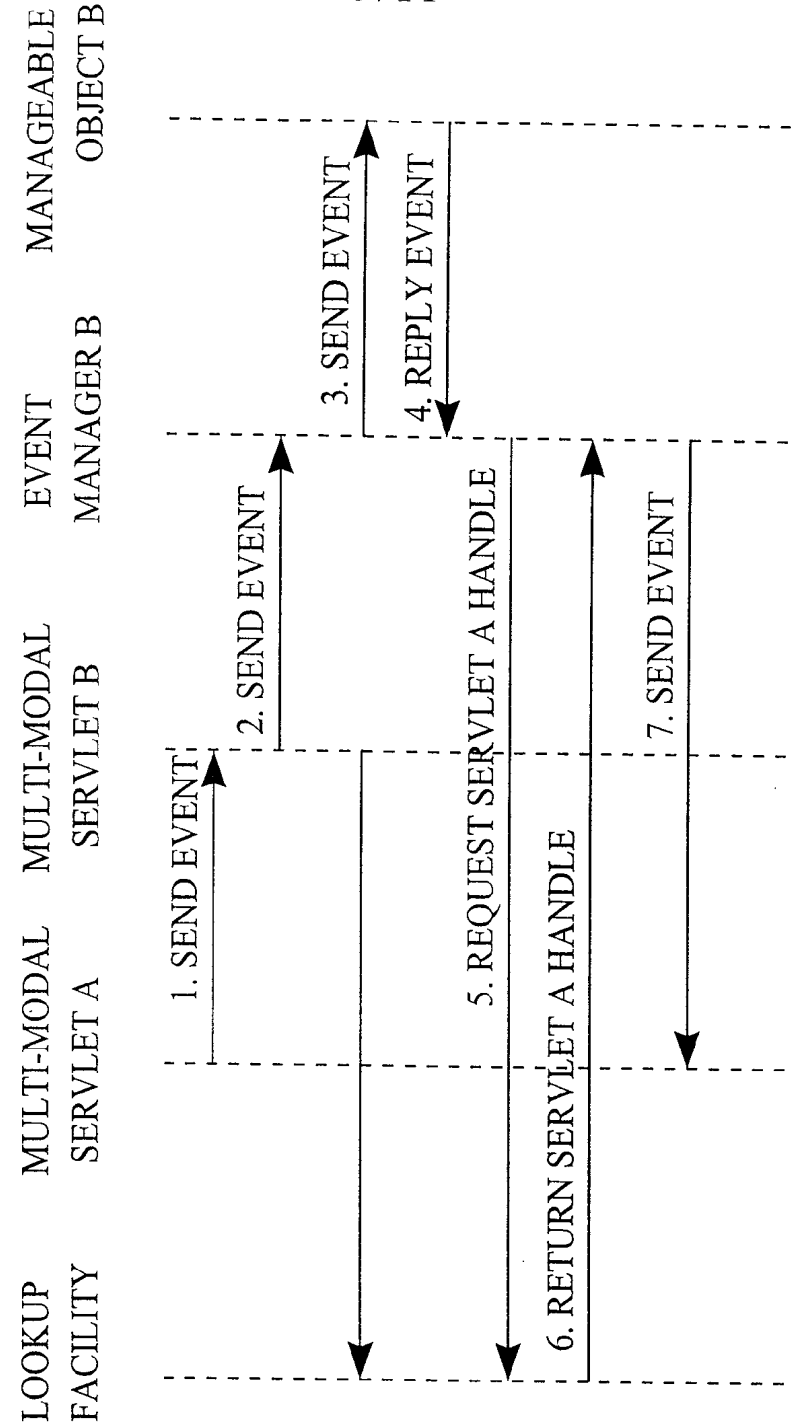 LOOKUP
FACILITY
MULTI-MODAL
SERVLET A
MULTI-MODAL
SERVLET B
EVENT
MANAGER B
MANAGEABLE
OBJECT B
1. SEND EVENT
2. SEND EVENT
3. SEND EVENT
4. REPLY EVENT
5. REQUEST SERVLET A HANDLE
6. RETURN SERVLET A HANDLE
7. SEND EVENT